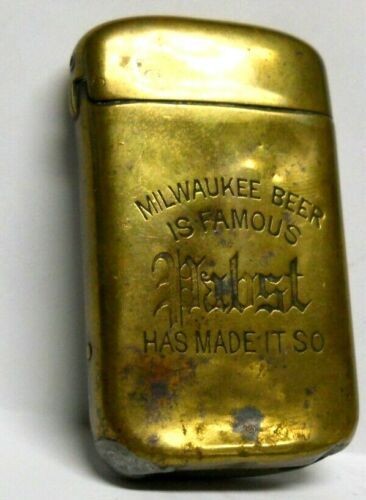 MILWAUKEE BEER
IS FAMOUS
Pabst
HAS MADE IT SO